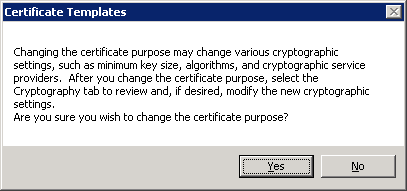 Certificate Templates
Changing the certificate purpose may change various cryptographic
settings, such as minimum key size, algorithms, and cryptographic service
providers.  After you change the certificate purpose, select the
Cryptography tab to review and, if desired, modify the new cryptographic
settings.
Are you sure you wish to change the certificate purpose?
Yes No